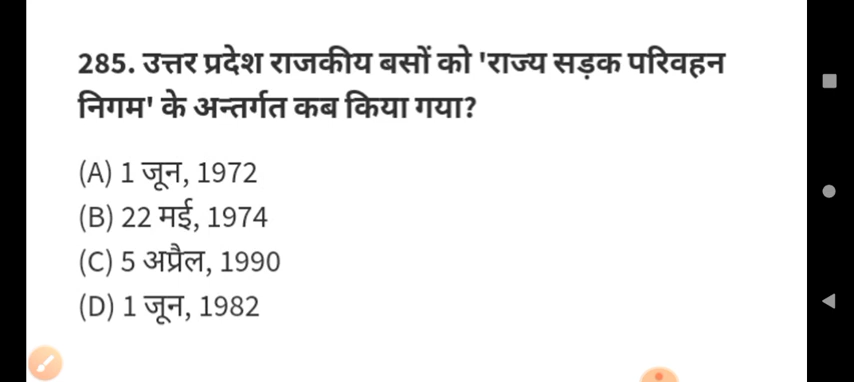 285. उत्तर प्रदेश राजकीय बसों को 'राज्य सड़क परिवहन
निगम' के अन्तर्गत कब किया गया?
(A) 1 जून, 1972
(B) 22 मई, 1974
(C) 5 अप्रैल, 1990
(D) 1 जून, 1982